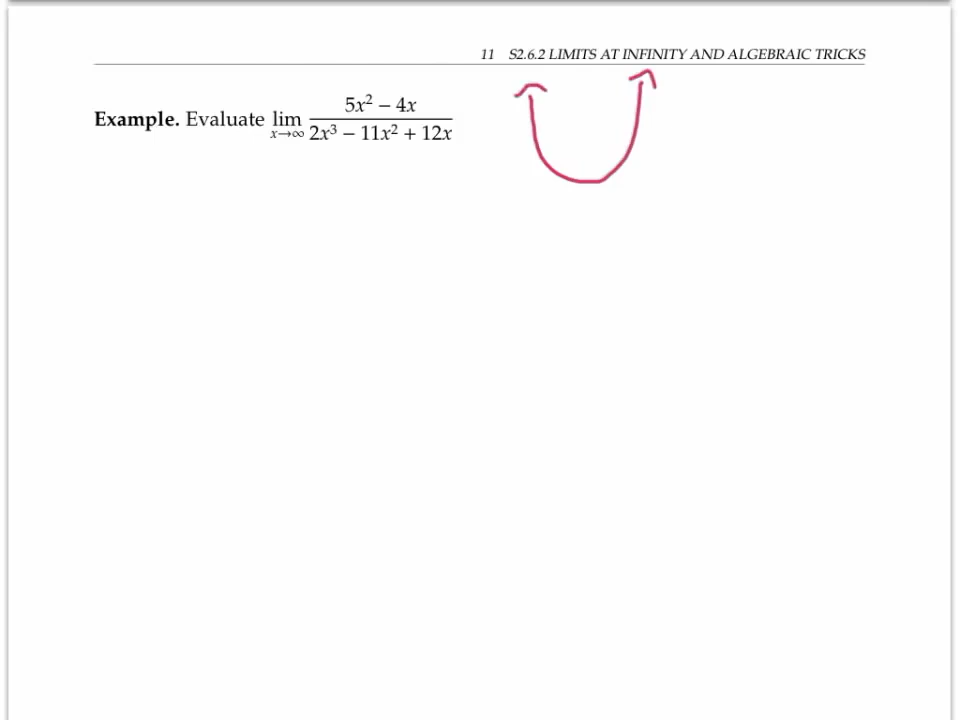 11 S2.6.2 LIMITS AT INFINITY AND ALGEBRAIC TRICKS
Example. Evaluate lim x→∞ (5x² − 4x)/(2x³ − 11x² + 12x)